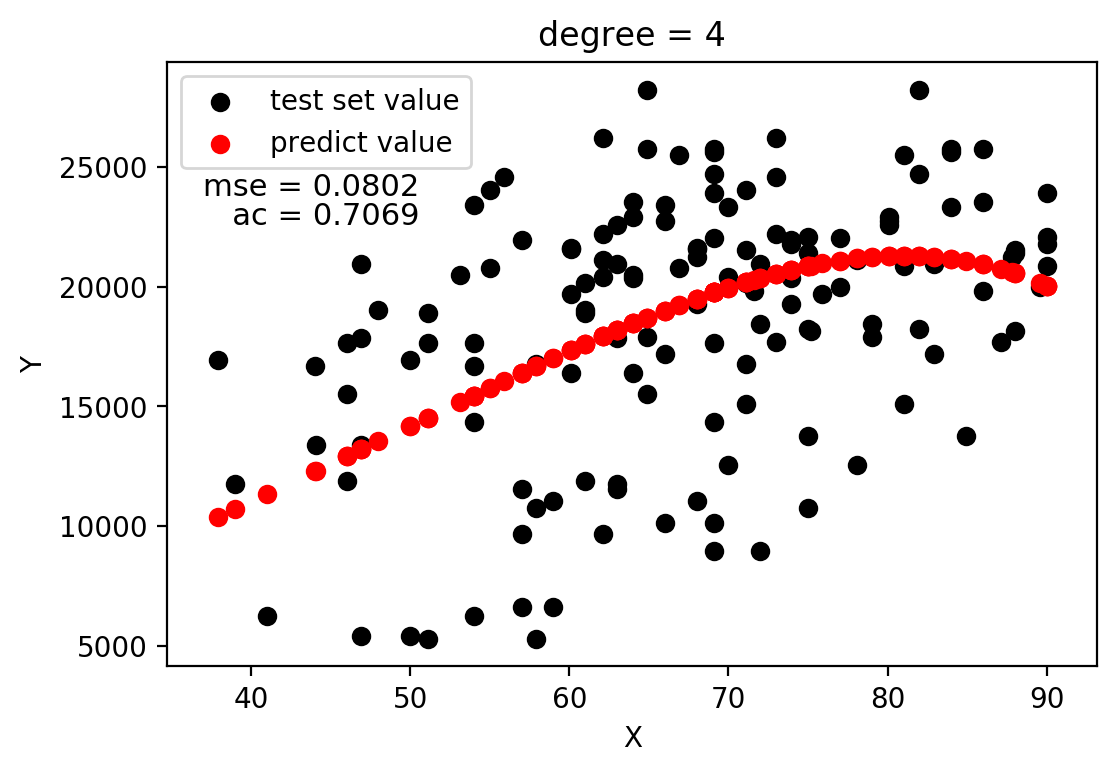 degree = 4
test set value
predict value
mse = 0.0802
ac = 0.7069
25000
20000
15000
10000
5000
Y
40 50 60 70 80 90
X